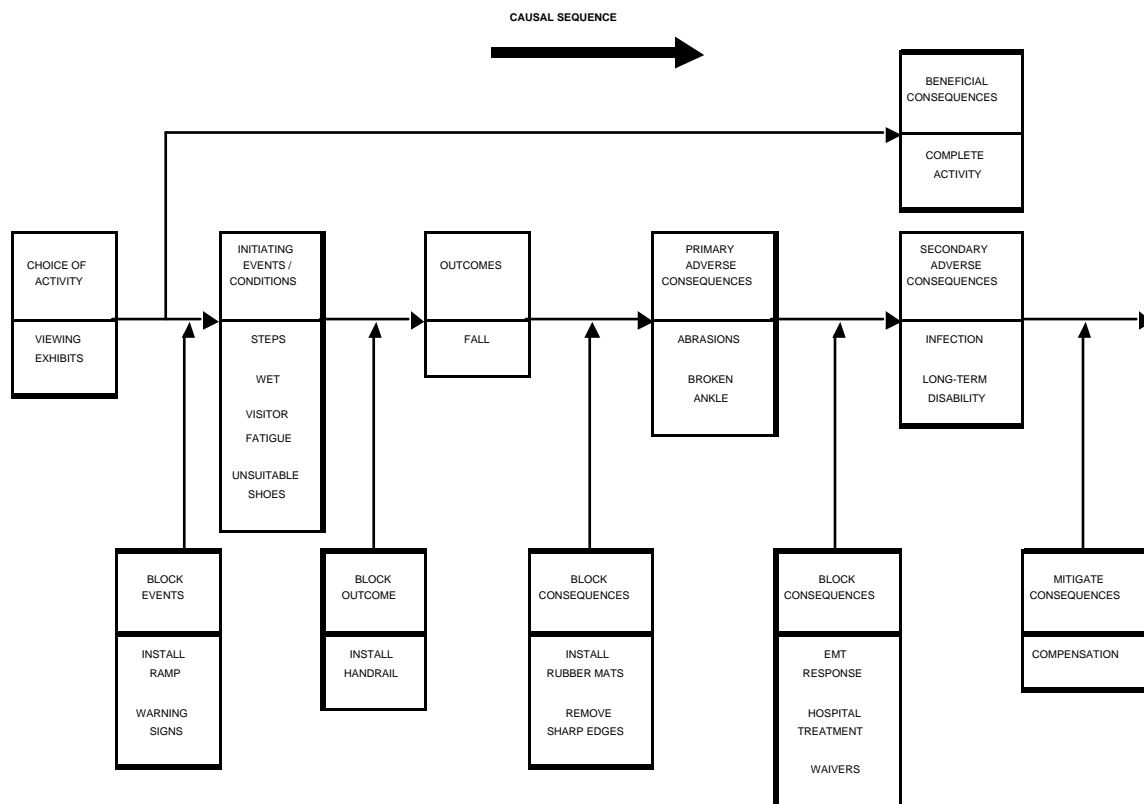 CAUSAL SEQUENCE
BENEFICIAL
CONSEQUENCES
COMPLETE
ACTIVITY
CHOICE OF
ACTIVITY
VIEWING
EXHIBITS
INITIATING
EVENTS /
CONDITIONS
STEPS
WET
VISITOR
FATIGUE
UNSUITABLE
SHOES
OUTCOMES
FALL
PRIMARY
ADVERSE
CONSEQUENCES
ABRASIONS
BROKEN
ANKLE
SECONDARY
ADVERSE
CONSEQUENCES
INFECTION
LONG-TERM
DISABILITY
BLOCK
EVENTS
INSTALL
RAMP
WARNING
SIGNS
BLOCK
OUTCOME
INSTALL
HANDRAIL
BLOCK
CONSEQUENCES
INSTALL
RUBBER MATS
REMOVE
SHARP EDGES
BLOCK
CONSEQUENCES
EMT
RESPONSE
HOSPITAL
TREATMENT
WAIVERS
MITIGATE
CONSEQUENCES
COMPENSATION